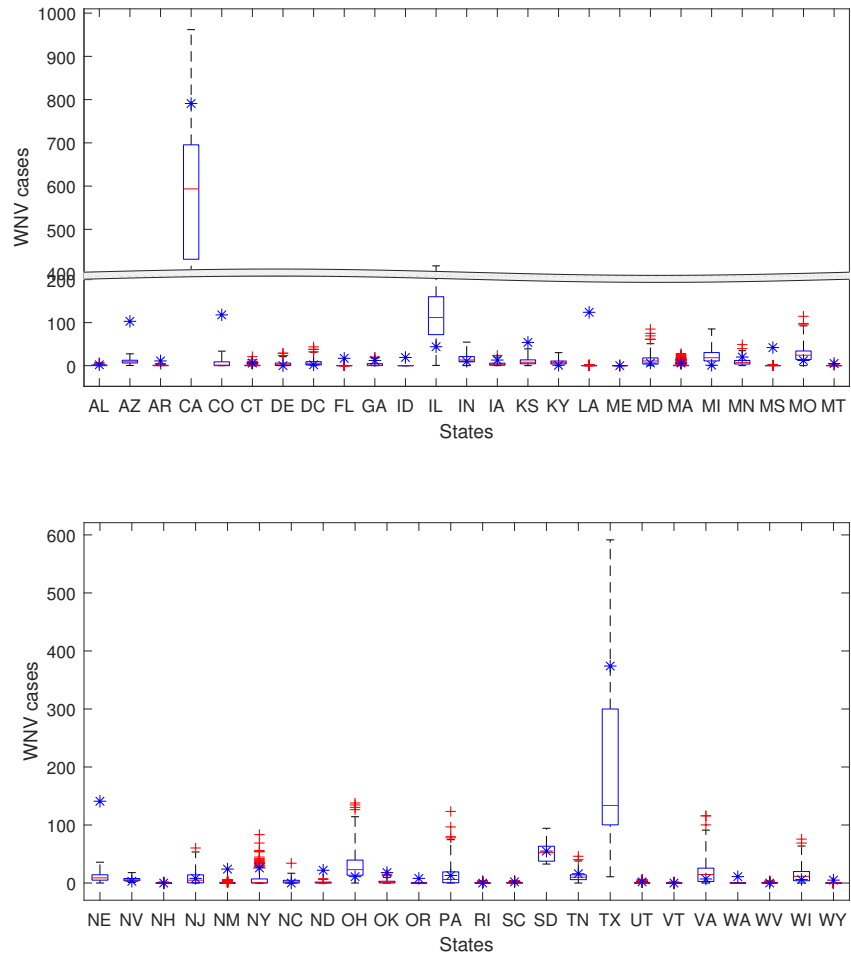 1000
900
800
700
600
500
400
200
100
0
WNV cases
AL AZ AR CA CO CT DE DC FL GA ID IL IN IA KS KY LA ME MD MA MI MN MS MO MT
States
600
500
400
300
200
100
0
WNV cases
NE NV NH NJ NM NY NC ND OH OK OR PA RI SC SD TN TX UT VT VA WA WV WI WY
States